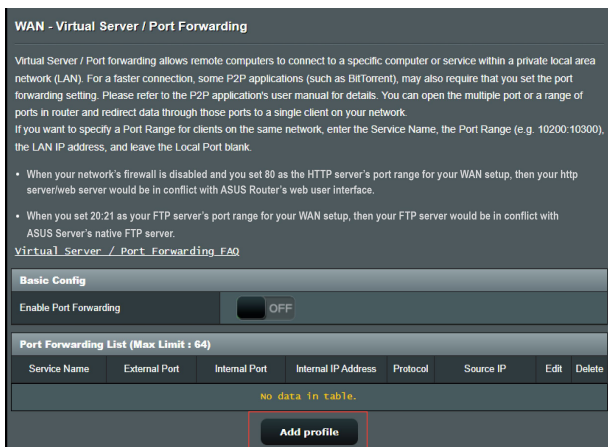 WAN - Virtual Server / Port Forwarding
Virtual Server / Port forwarding allows remote computers to connect to a specific computer or service within a private local area
network (LAN). For a faster connection, some P2P applications (such as BitTorrent), may also require that you set the port
forwarding setting. Please refer to the P2P application's user manual for details. You can open the multiple port or a range of
ports in router and redirect data through those ports to a single client on your network.
If you want to specify a Port Range for clients on the same network, enter the Service Name, the Port Range (e.g. 10200:10300),
the LAN IP address, and leave the Local Port blank.
• When your network's firewall is disabled and you set 80 as the HTTP server's port range for your WAN setup, then your http
server/web server would be in conflict with ASUS Router's web user interface.
• When you set 20:21 as your FTP server's port range for your WAN setup, then your FTP server would be in conflict with
ASUS Server's native FTP server.
Virtual Server / Port Forwarding FAQ
Basic Config
Enable Port Forwarding OFF
Port Forwarding List (Max Limit : 64)
Service Name External Port Internal Port Internal IP Address Protocol Source IP Edit Delete
No data in table.
Add profile